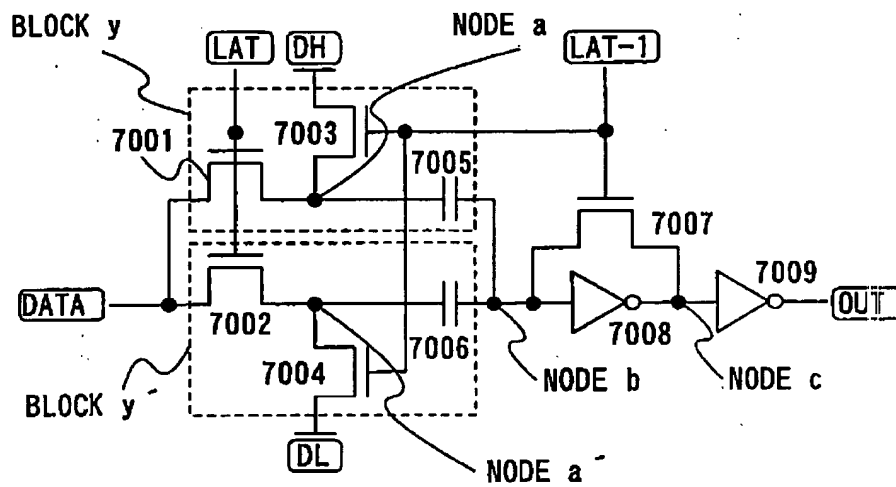 BLOCK y
LAT
DH
NODE a
LAT-1
7003
7001
7005
7007
DATA
7002
7006
7008
7009
OUT
7004
BLOCK y⁻
NODE b
NODE c
DL
NODE a⁻